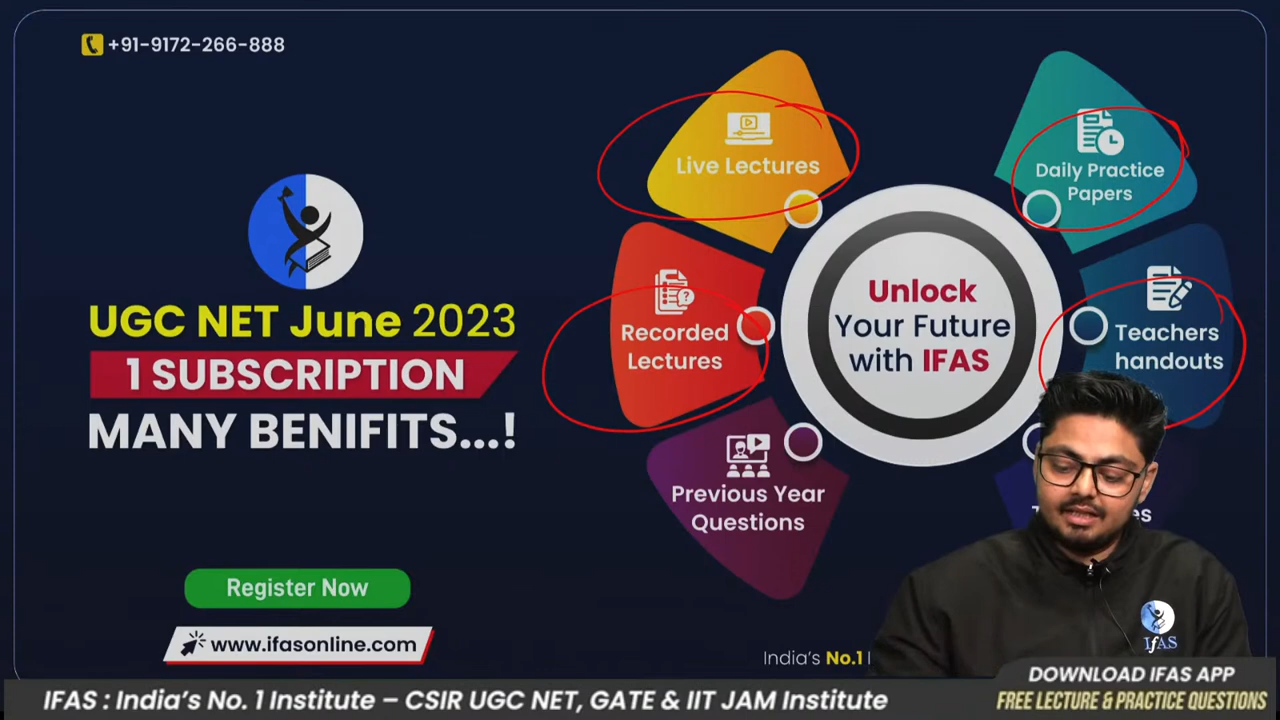 +91-9172-266-888
UGC NET June 2023
1 SUBSCRIPTION
MANY BENIFITS...!
Register Now
www.ifasonline.com
Live Lectures
Daily Practice
Papers
Recorded
Lectures
Unlock
Your Future
with IFAS
Teachers
handouts
Previous Year
Questions
India's No.1
IFAS
DOWNLOAD IFAS APP
FREE LECTURE & PRACTICE QUESTIONS
IFAS : India's No. 1 Institute – CSIR UGC NET, GATE & IIT JAM Institute